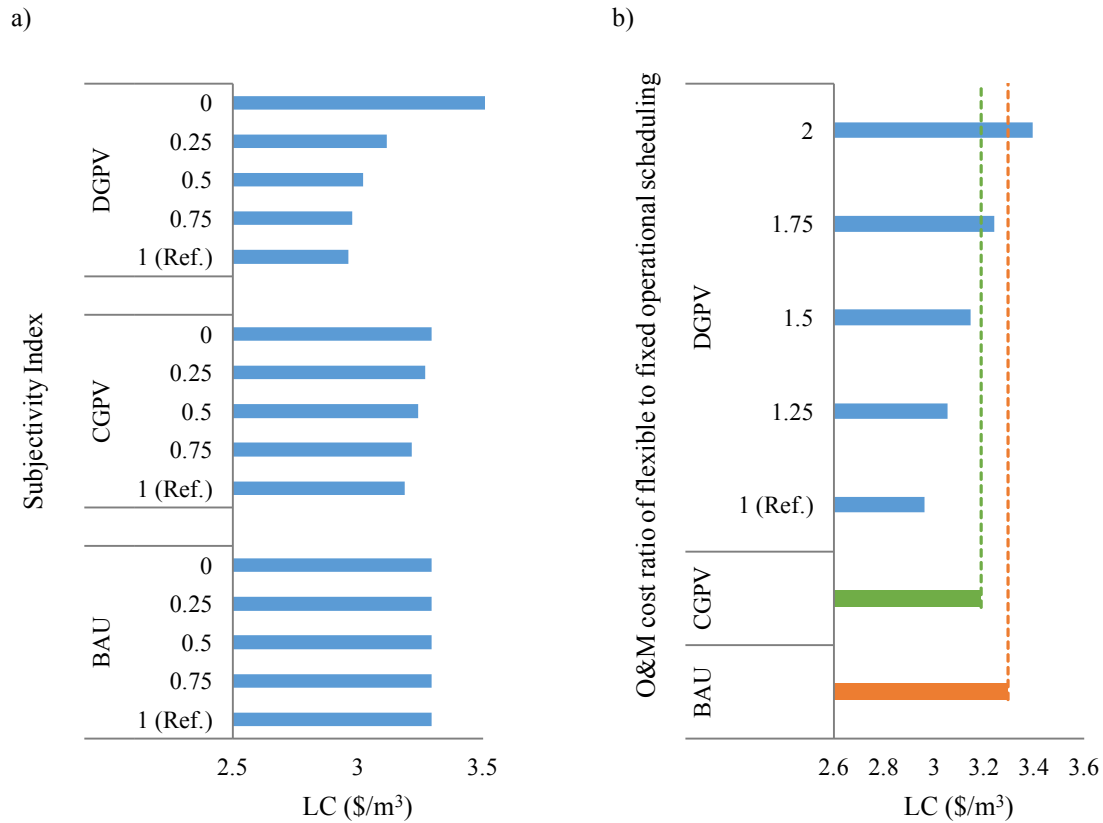 a)
Subjectivity Index
DGPV
0
0.25
0.5
0.75
1 (Ref.)
CGPV
0
0.25
0.5
0.75
1 (Ref.)
BAU
0
0.25
0.5
0.75
1 (Ref.)
2.5 3 3.5
LC ($/m³)
b)
O&M cost ratio of flexible to fixed operational scheduling
DGPV
2
1.75
1.5
1.25
1 (Ref.)
CGPV
BAU
2.6 2.8 3 3.2 3.4 3.6
LC ($/m³)